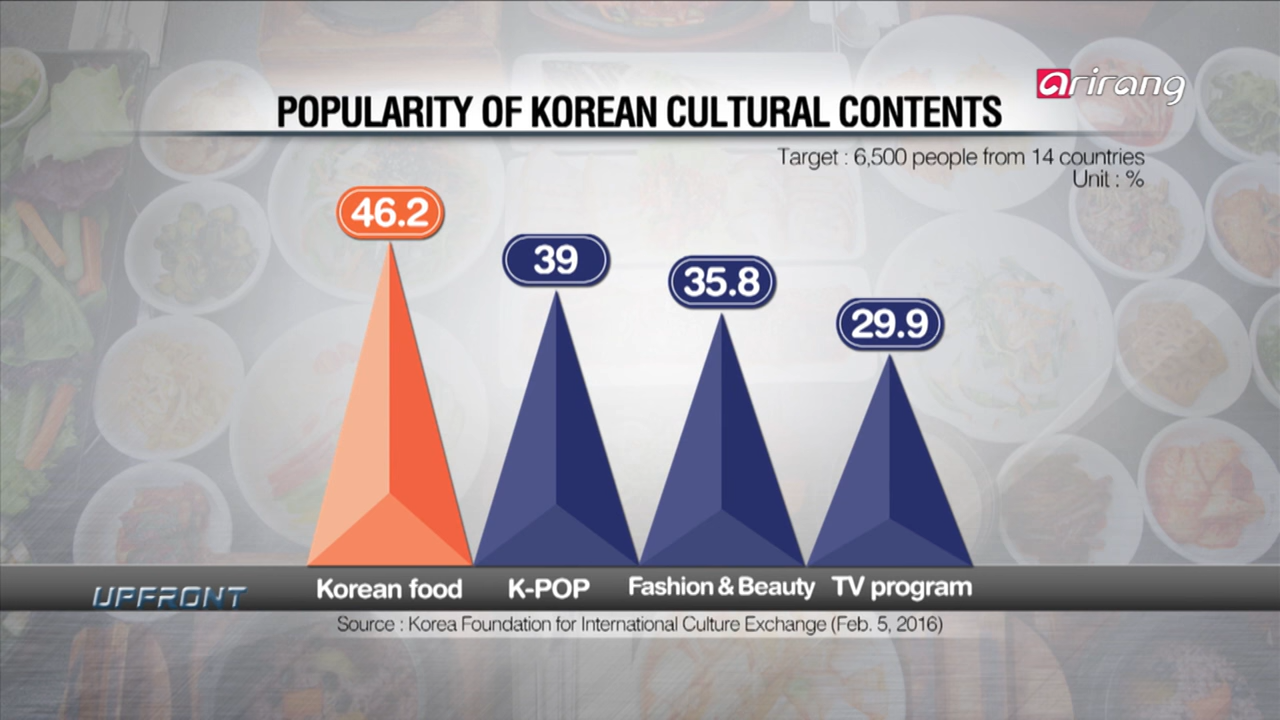 arirang
POPULARITY OF KOREAN CULTURAL CONTENTS
Target : 6,500 people from 14 countries
Unit : %
46.2
39
35.8
29.9
Korean food
K-POP
Fashion & Beauty
TV program
UPFRONT
Source : Korea Foundation for International Culture Exchange (Feb. 5, 2016)